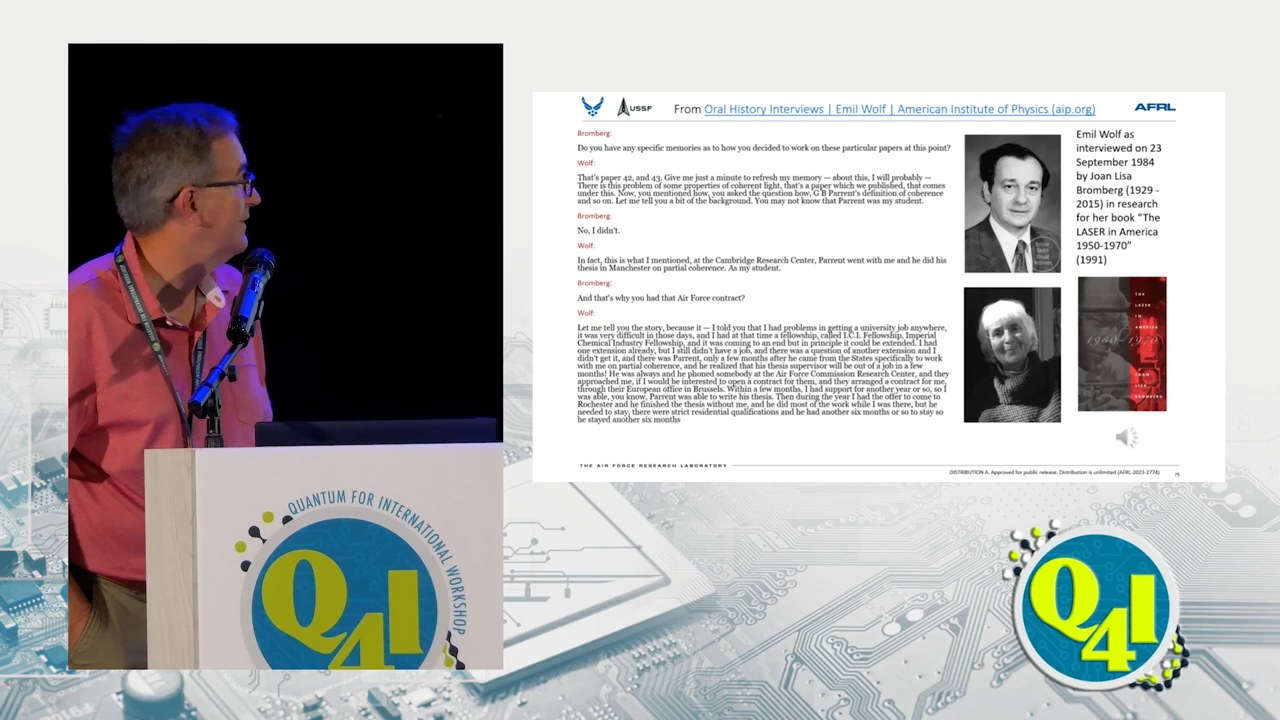 USSF
From Oral History Interviews | Emil Wolf | American Institute of Physics (aip.org)
AFRL
Bromberg:
Do you have any specific memories as to how you decided to work on these particular papers at this point?
Wolf:
That's paper 42, and 43. Give me just a minute to refresh my memory — about this, I will probably —
There is this problem of some properties of coherent light, that's a paper which we published, that comes
under this. Now, you mentioned, you asked the question how, G B Parrent's definition of coherence
and so on. Let me tell you a bit of the background. You may not know that Parrent was my student.
Bromberg:
No, I didn't.
Wolf:
In fact, this is what I mentioned, at the Cambridge Research Center, Parrent went with me and he did his
thesis in Manchester on partial coherence. As my student.
Bromberg:
And that's why you had that Air Force contract?
Wolf:
Let me tell you the story, because it — I told you that I had problems in getting a university job anywhere,
it was very difficult in those days, and I had at that time a fellowship, called I.C.I. Fellowship, Imperial
Chemical Industry Fellowship, and it was coming to an end but in principle it could be extended. I had
one extension already, but I still didn't have a job, and there was a question of another extension and I
didn't get it, and there was Parrent, only a few months after he came from the States specifically to work
with me on partial coherence, and he realized that his thesis supervisor will be out of a job in a few
months! He was always and he phoned somebody at the Air Force Commission Research Center, and they
approached me, if I would be interested to open a contract for them, and they arranged a contract for me,
through their European office in Brussels. Within a few months, I had support for another year or so, so I
was able, you know, Parrent was able to write his thesis. Then during the year I had the offer to come to
Rochester and he finished the thesis without me, and he did most of the work while I was there, but he
needed to stay, there were strict residential qualifications and he had another six months or so to stay so
he stayed another six months
Emil Wolf as
interviewed on 23
September 1984
by Joan Lisa
Bromberg (1929 -
2015) in research
for her book "The
LASER in America
1950-1970"
(1991)
THE
LASER
IN
AMERICA
1950-1970
JOAN
LISA
BROMBERG
THE AIR FORCE RESEARCH LABORATORY
DISTRIBUTION A. Approved for public release. Distribution is unlimited (AFRL-2023-2774)
QUANTUM FOR INTERNATIONAL WORKSHOP
Q4I
Q4I